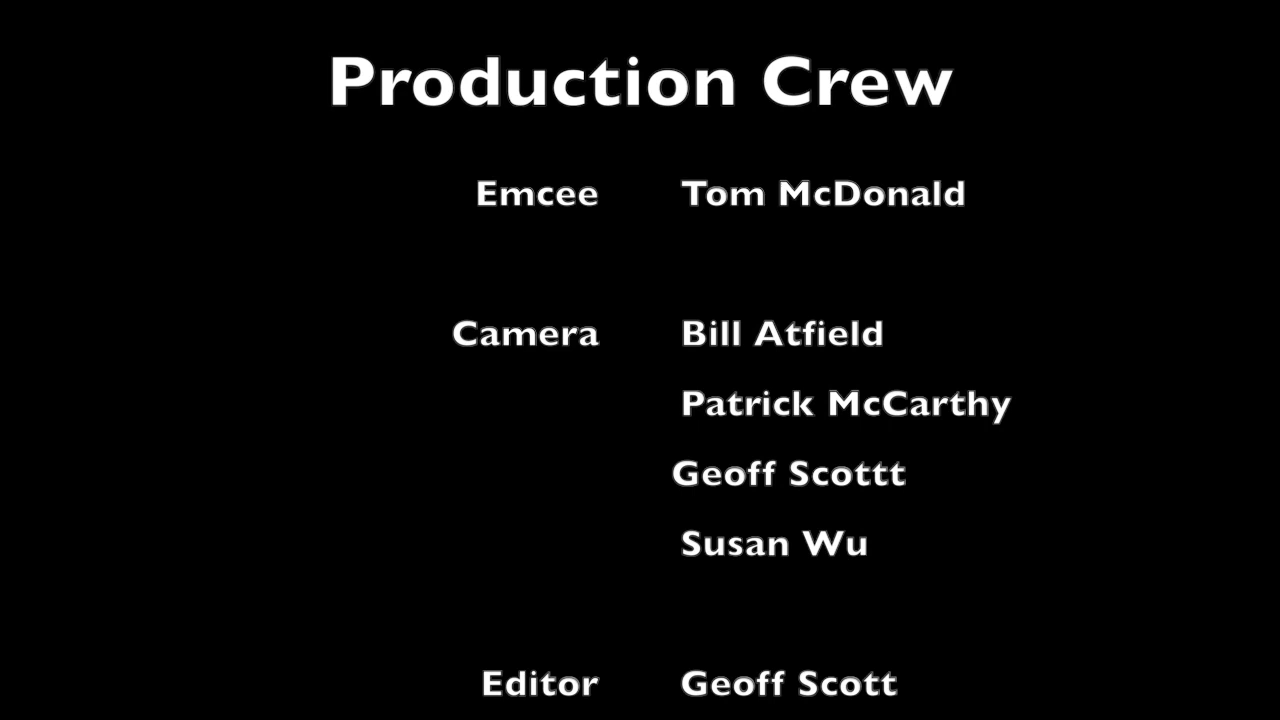 Production Crew
Emcee Tom McDonald
Camera Bill Atfield
Patrick McCarthy
Geoff Scottt
Susan Wu
Editor Geoff Scott